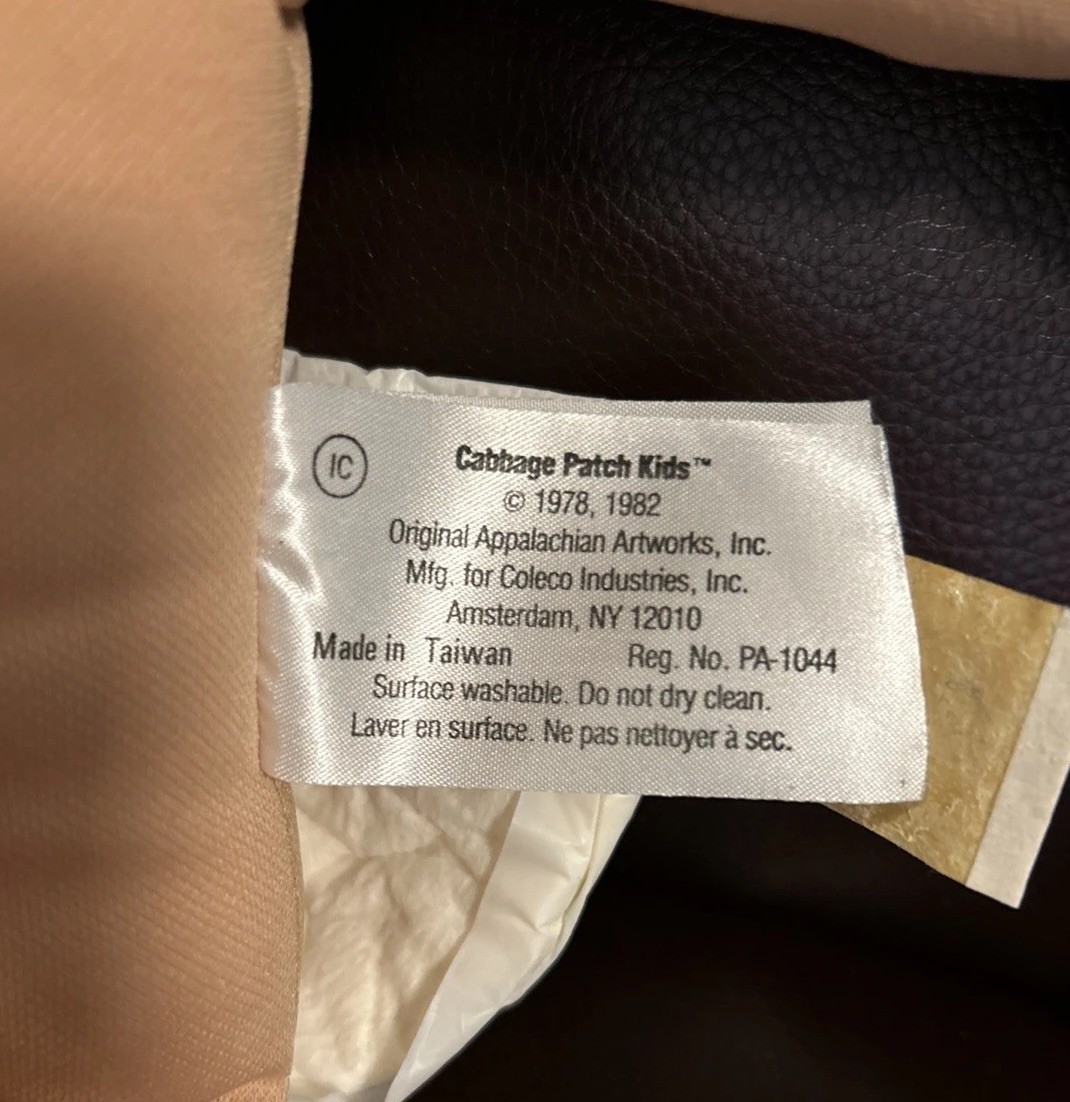 IC
Cabbage Patch Kids™
© 1978, 1982
Original Appalachian Artworks, Inc.
Mfg. for Coleco Industries, Inc.
Amsterdam, NY 12010
Made in Taiwan Reg. No. PA-1044
Surface washable. Do not dry clean.
Laver en surface. Ne pas nettoyer à sec.